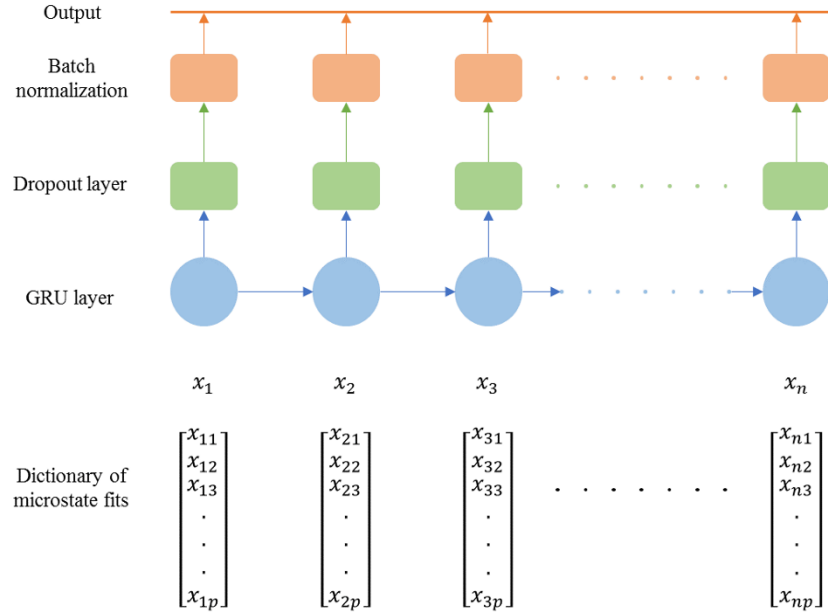 Output
Batch
normalization
Dropout layer
GRU layer
x₁ x₂ x₃ xₙ
Dictionary of
microstate fits
x₁₁ x₂₁ x₃₁ xₙ₁
x₁₂ x₂₂ x₃₂ xₙ₂
x₁₃ x₂₃ x₃₃ xₙ₃
x₁ₚ x₂ₚ x₃ₚ xₙₚ